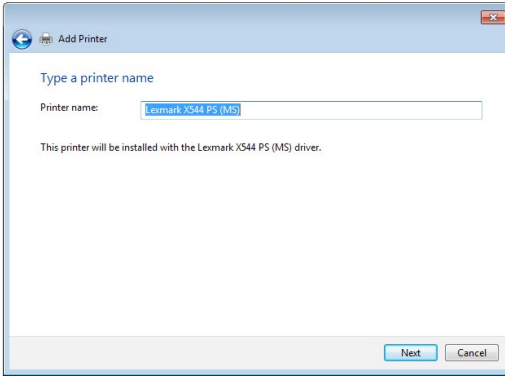 Add Printer
Type a printer name
Printer name:
Lexmark X544 PS (MS)
This printer will be installed with the Lexmark X544 PS (MS) driver.
Next
Cancel